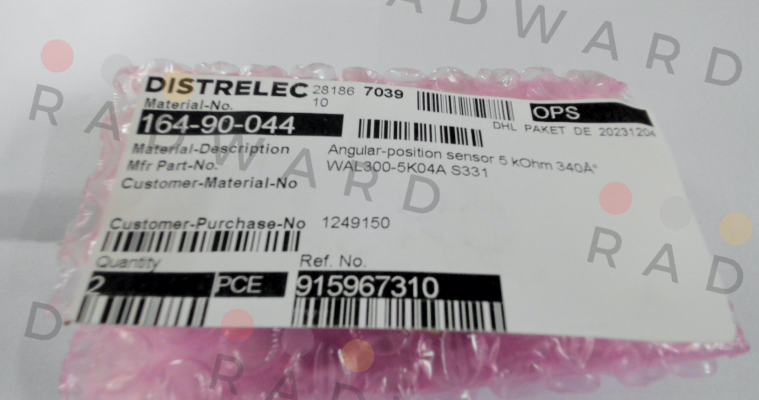 DISTRELEC 28186 7039
10
OPS
Material-No.
164-90-044
DHL PAKET DE 20231204
Material-Description Angular-position sensor 5 kOhm 340Â°
Mfr Part-No. WAL300-5K04A S331
Customer-Material-No
Customer-Purchase-No 1249150
Quantity Ref. No.
2 PCE 915967310
RADWARD
RADWARD
RAD
D
RADWARD